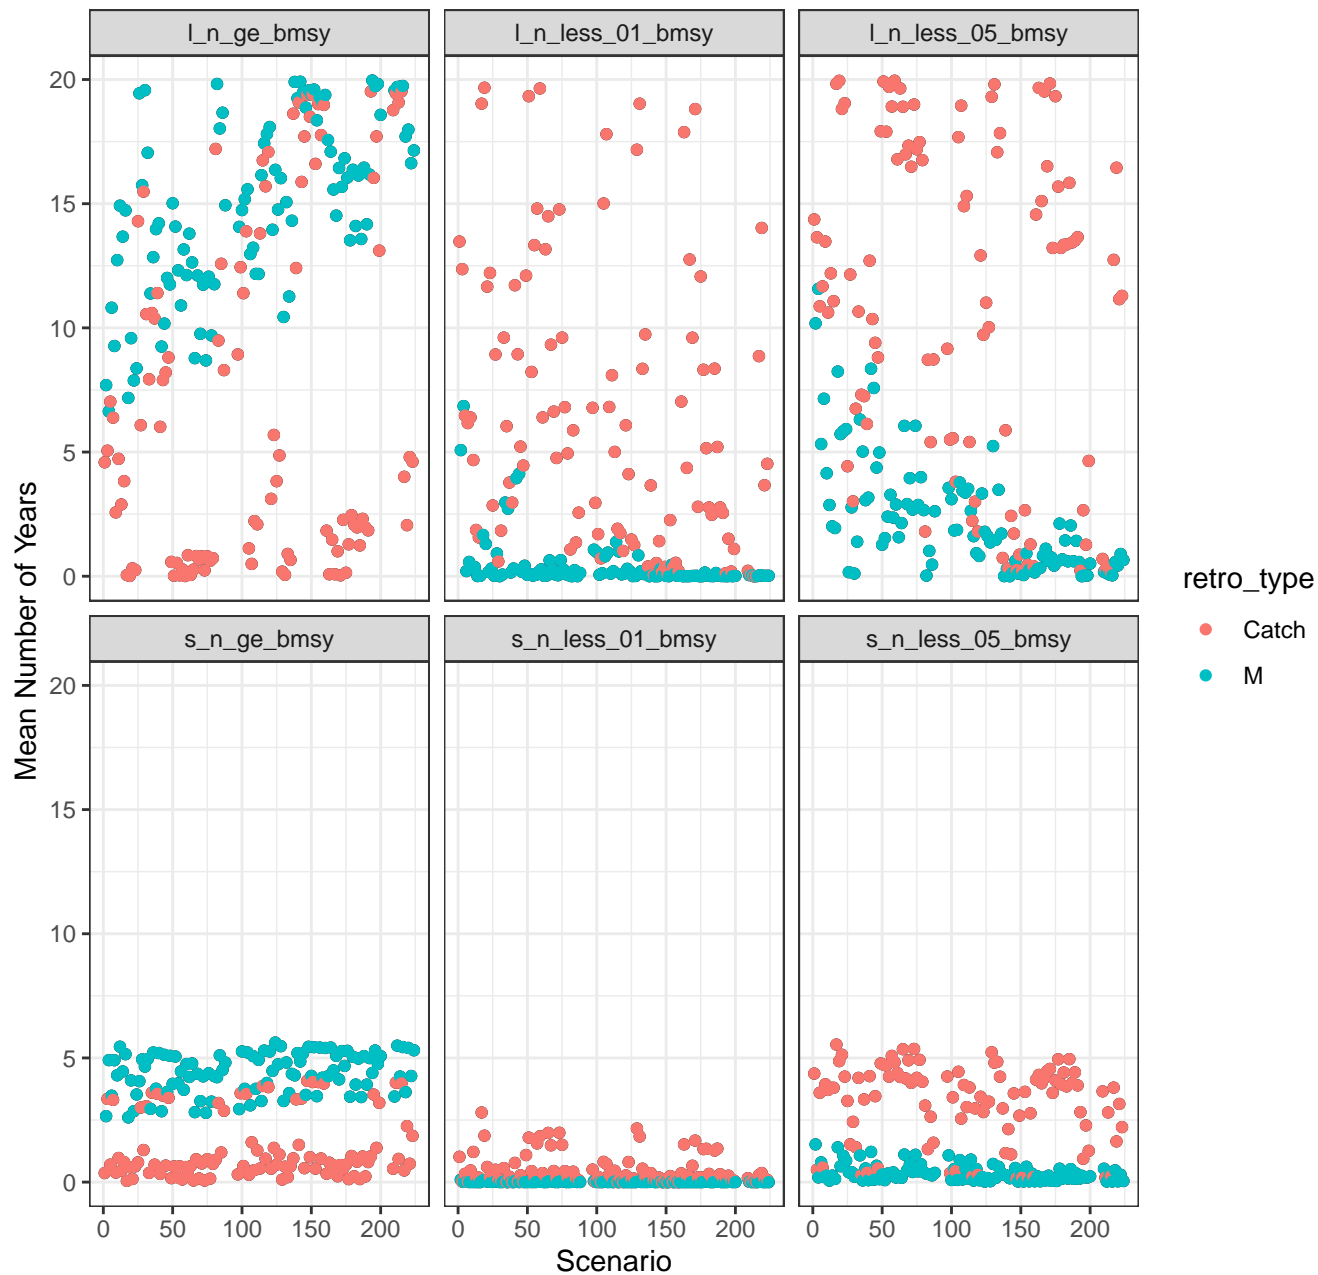 l_n_ge_bmsy
l_n_less_01_bmsy
l_n_less_05_bmsy
20
15
10
5
0
s_n_ge_bmsy
s_n_less_01_bmsy
s_n_less_05_bmsy
20
15
10
5
0
0 50 100 150 200
0 50 100 150 200
0 50 100 150 200
Scenario
Mean Number of Years
retro_type
Catch
M